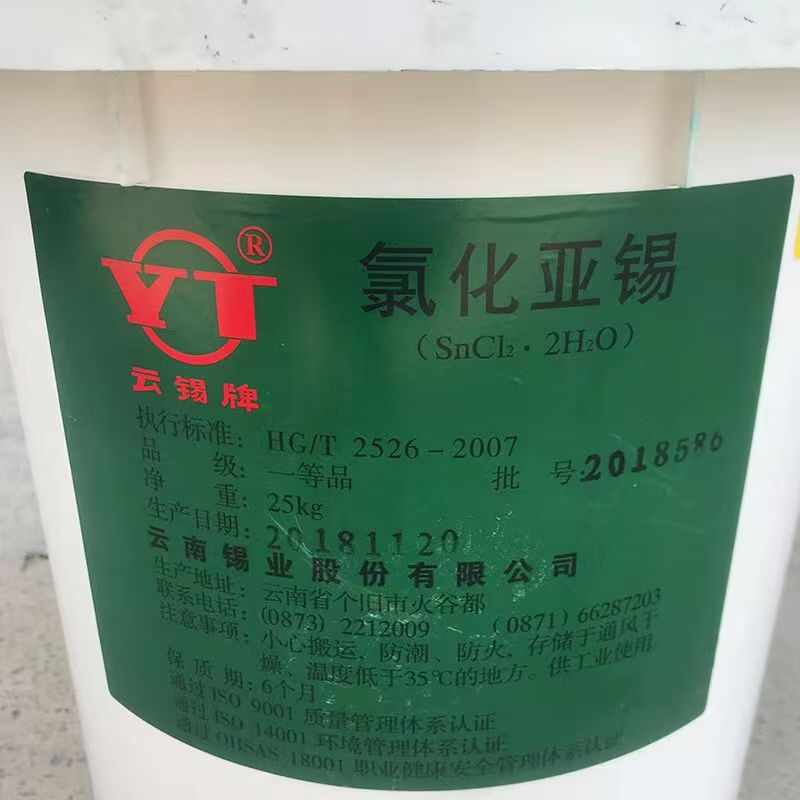 YT®
云锡牌
氯化亚锡
(SnCl₂·2H₂O)
执行标准: HG/T 2526-2007
品 级: 一等品 批 号: 2018586
净 重: 25kg
生产日期: 20181120
云南锡业股份有限公司
生产地址: 云南省个旧市火谷都
联系电话: (0873) 2212009 (0871) 66287203
注意事项: 小心搬运,防潮、防火,存储于通风干
燥、温度低于35℃的地方。供工业使用
保 质 期: 6个月
通过ISO 9001 质量管理体系认证
通过ISO 14001 环境管理体系认证
通过OHSAS 18001 职业健康安全管理体系认证